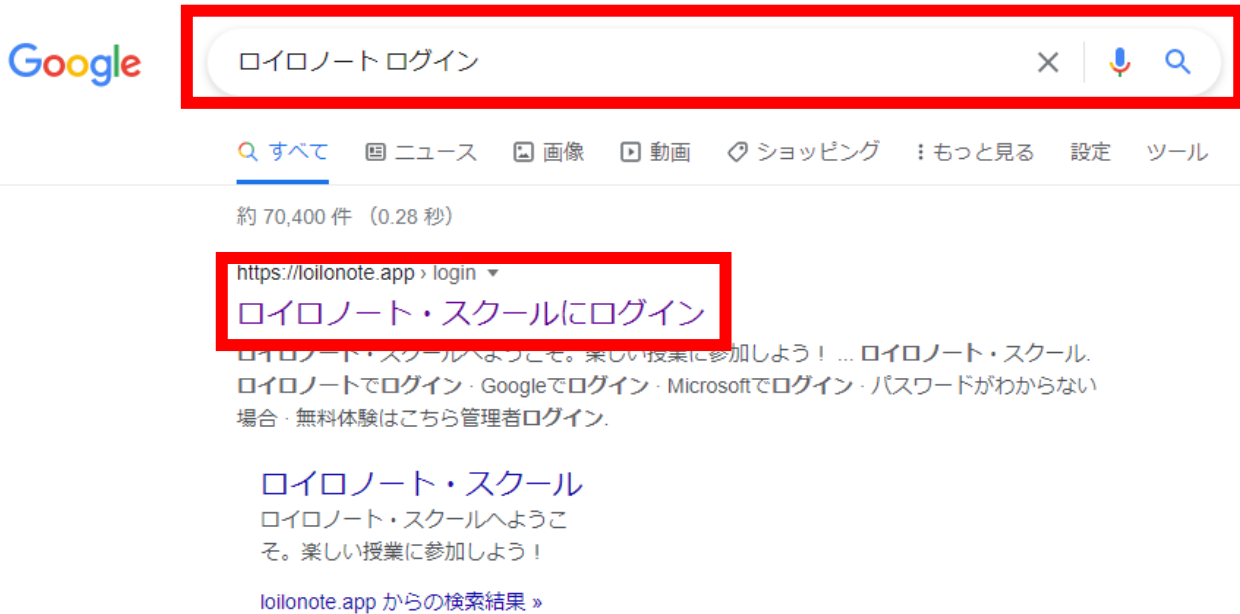 Google
ロイロノート ログイン
すべて ニュース 画像 動画 ショッピング もっと見る 設定 ツール
約 70,400 件 （0.28 秒）
https://loilonote.app › login
ロイロノート・スクールにログイン
ロイロノート・スクールへようこそ。楽しい授業に参加しよう！ ... ロイロノート・スクール.
ロイロノートでログイン · Googleでログイン · Microsoftでログイン · パスワードがわからない
場合 · 無料体験はこちら管理者ログイン.
ロイロノート・スクール
ロイロノート・スクールへようこ
そ。楽しい授業に参加しよう！
loilonote.app からの検索結果 »